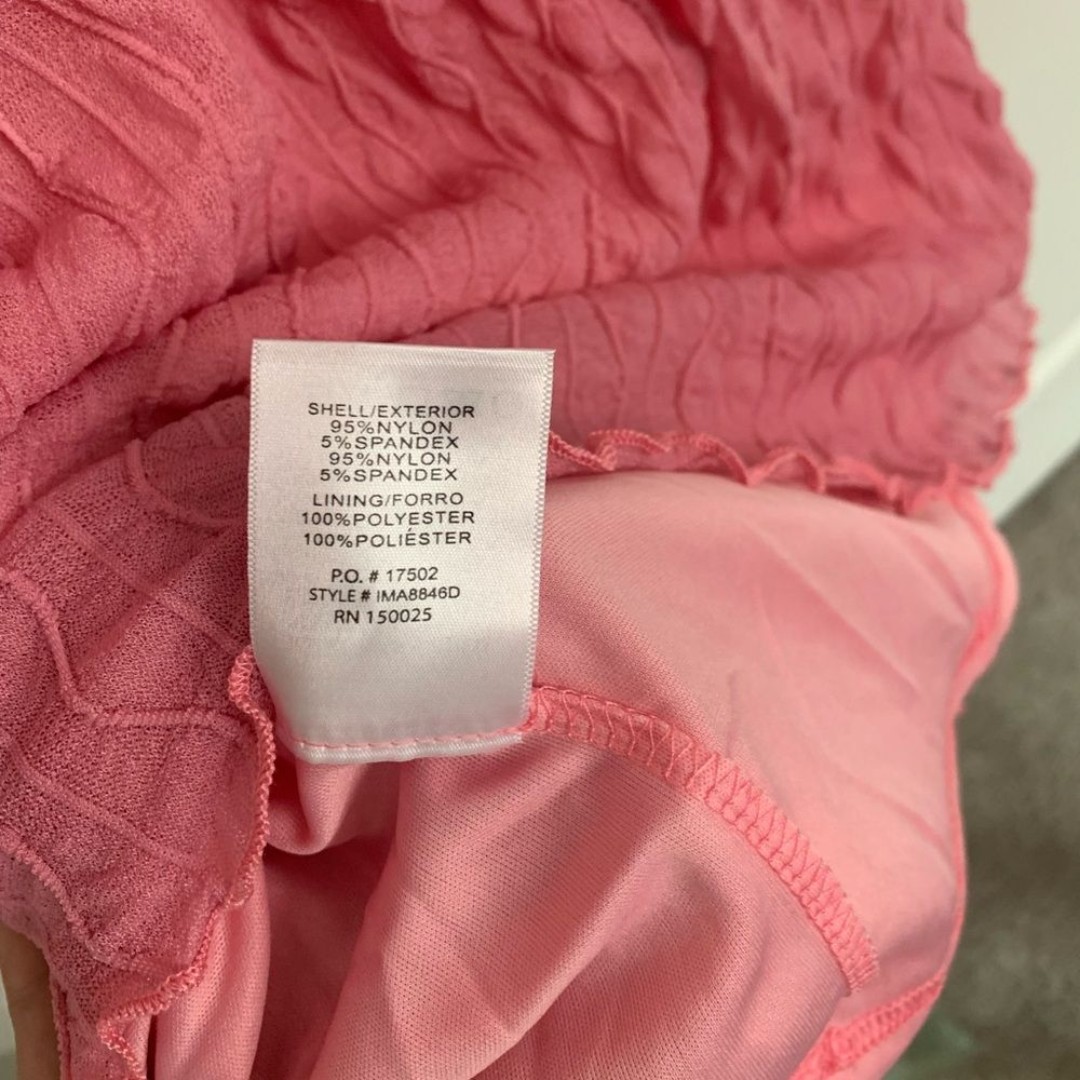 SHELL/EXTERIOR
95%NYLON
5%SPANDEX
95%NYLON
5%SPANDEX
LINING/FORRO
100%POLYESTER
100%POLIÉSTER
P.O. # 17502
STYLE # IMA8846D
RN 150025